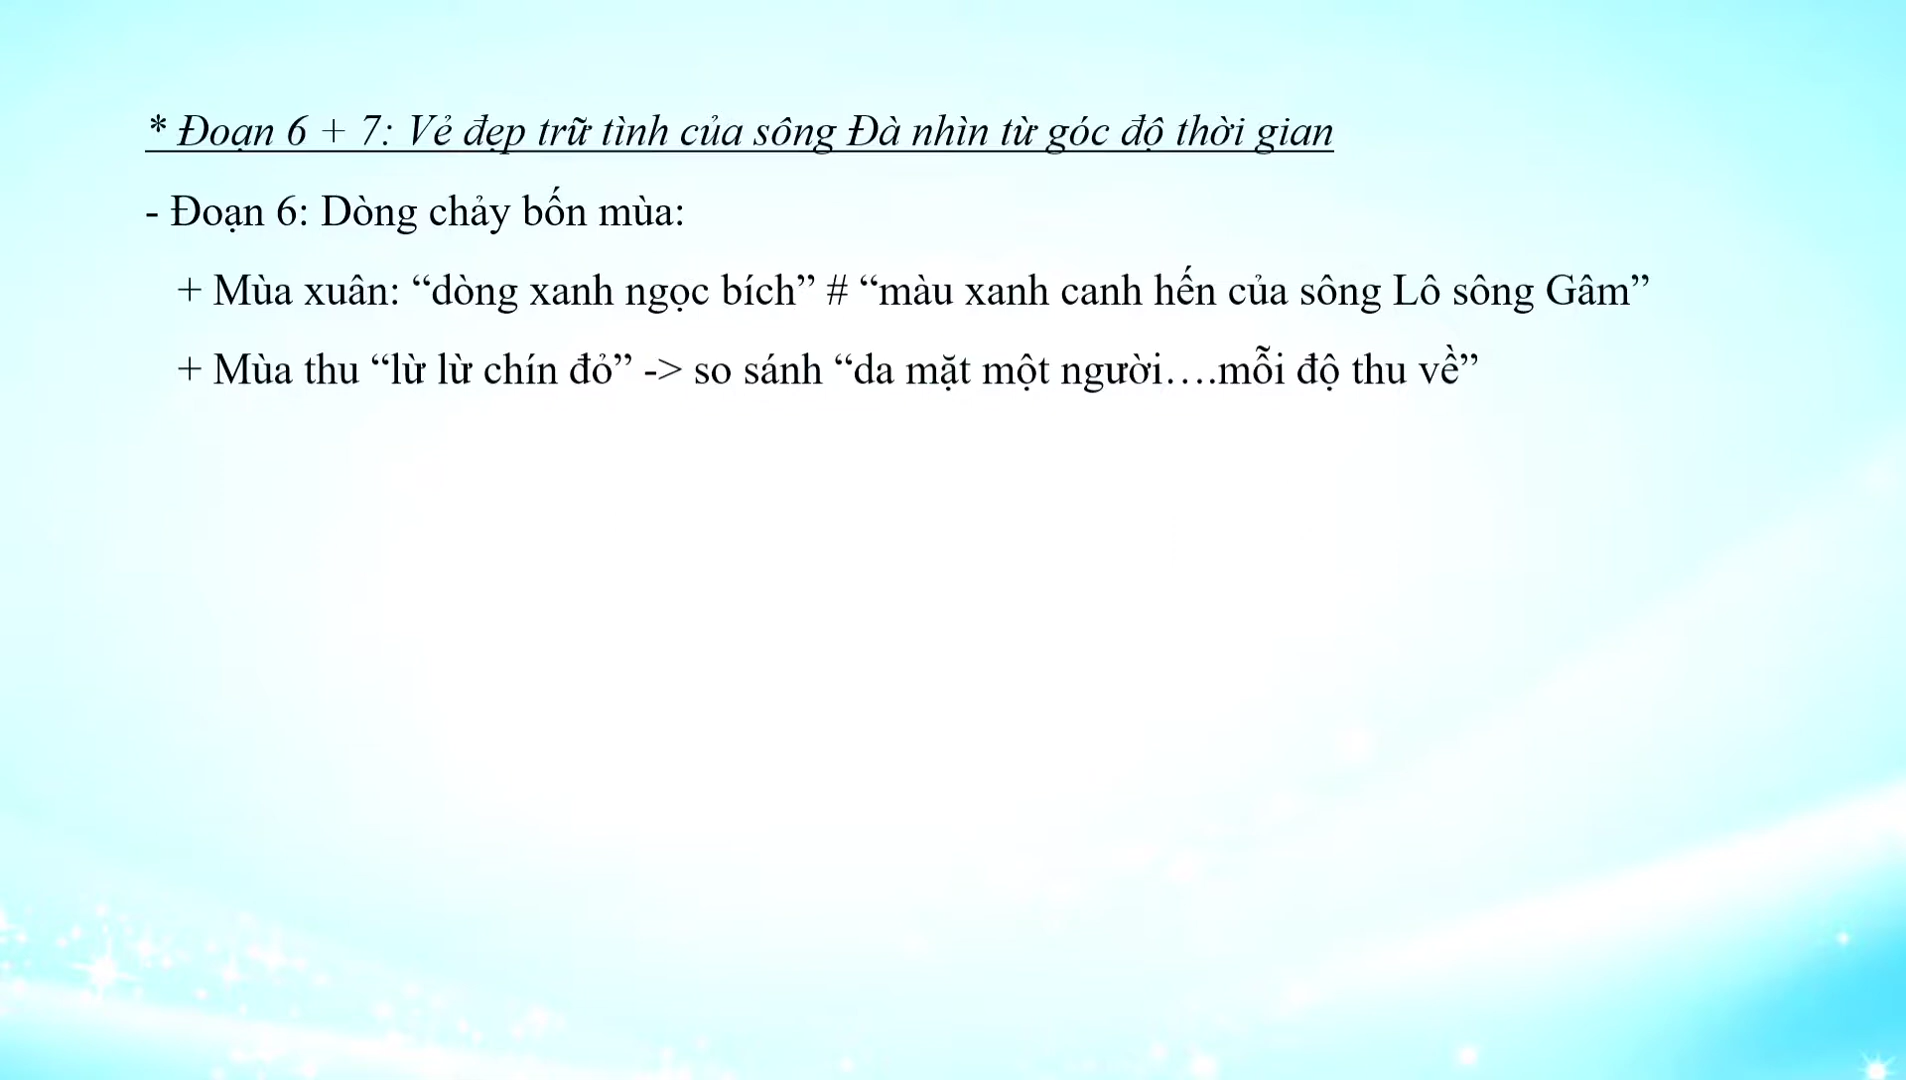 * Đoạn 6 + 7: Vẻ đẹp trữ tình của sông Đà nhìn từ góc độ thời gian
- Đoạn 6: Dòng chảy bốn mùa:
+ Mùa xuân: “dòng xanh ngọc bích” # “màu xanh canh hến của sông Lô sông Gâm”
+ Mùa thu “lừ lừ chín đỏ” -> so sánh “da mặt một người….mỗi độ thu về”